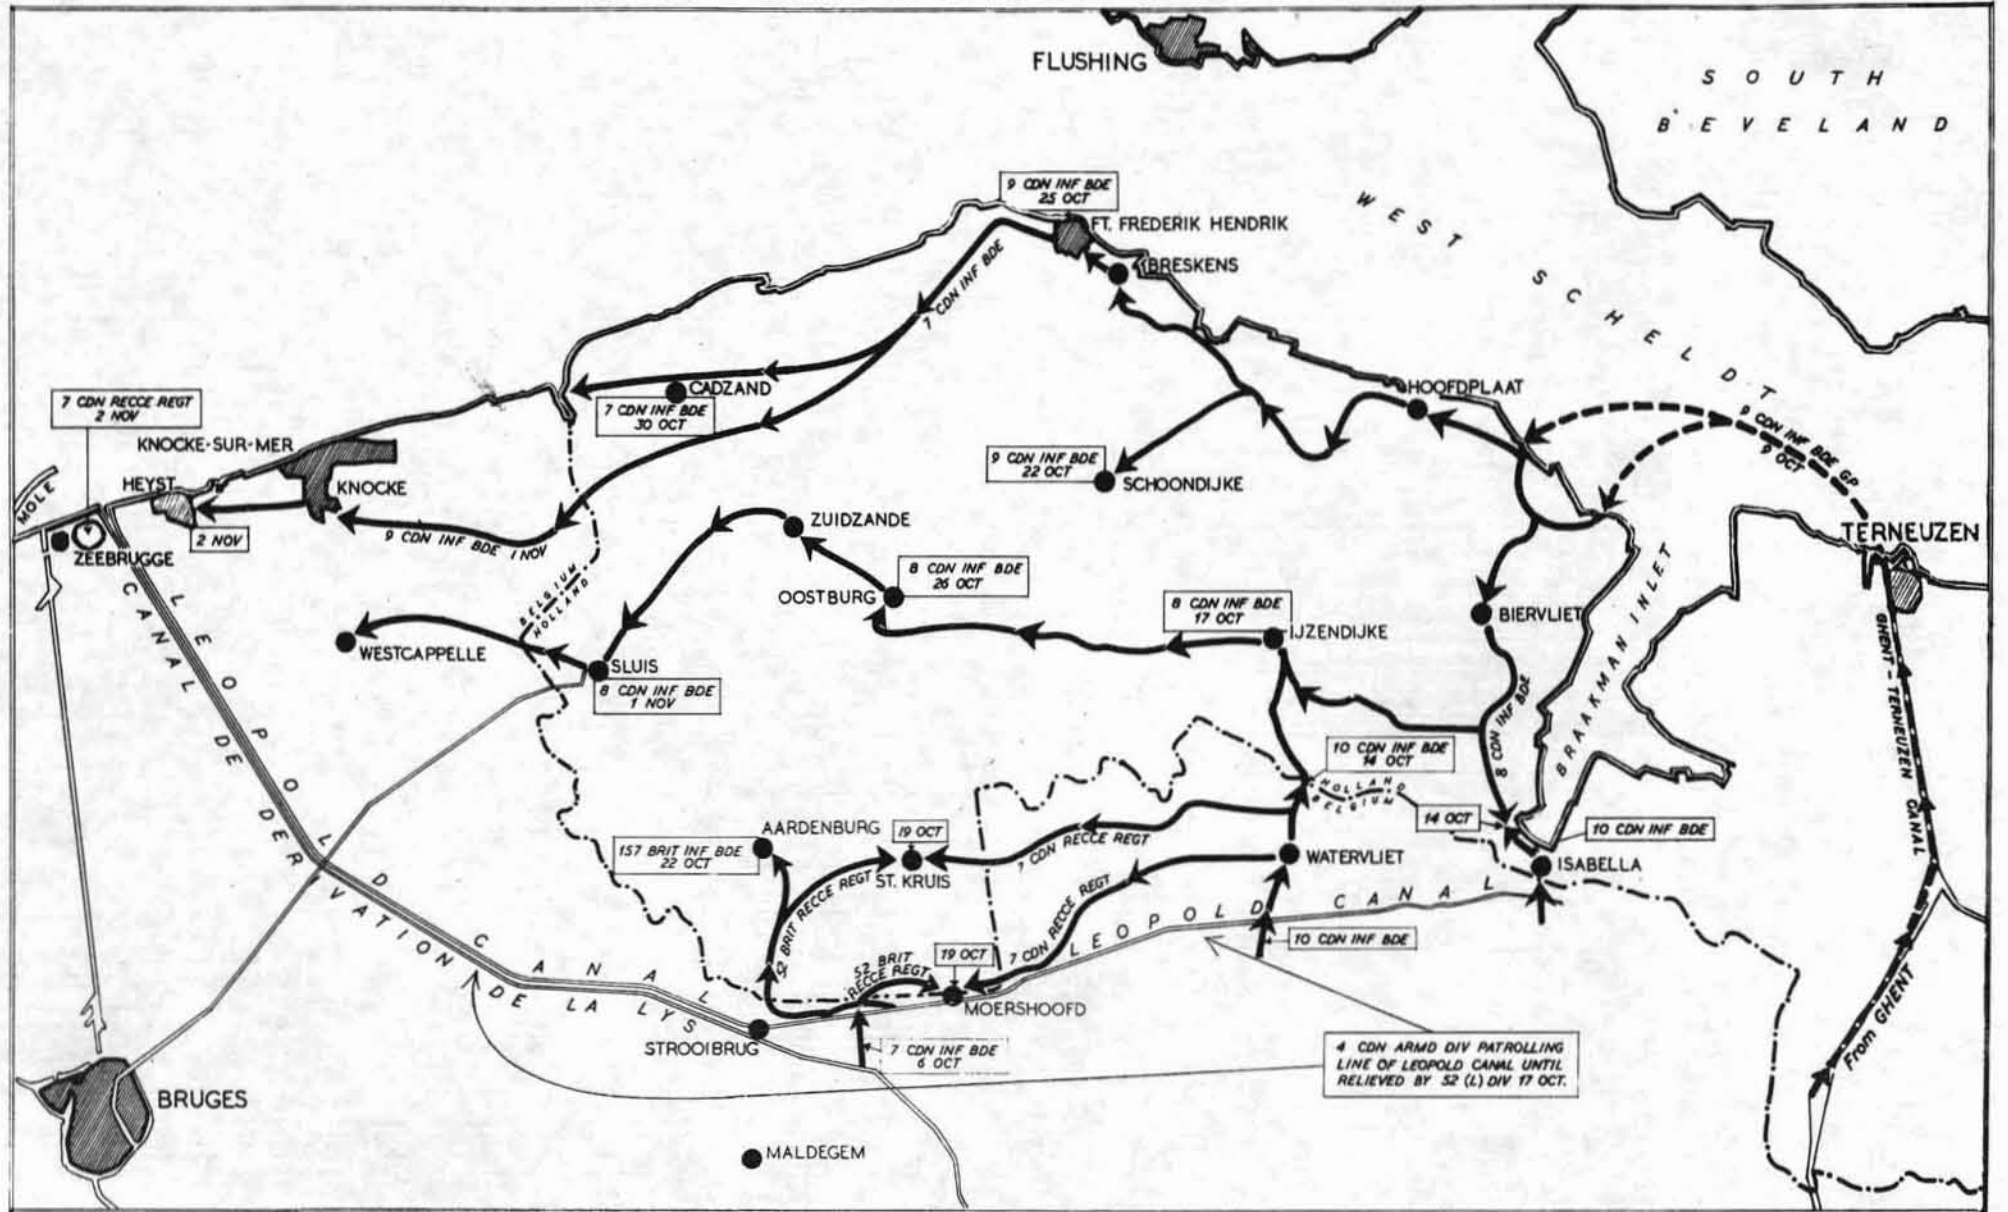 FLUSHING
SOUTH
BEVELAND
WEST SCHELDT
9 CDN INF BDE
25 OCT
FT. FREDERIK HENDRIK
BRESKENS
7 CDN INF BDE
CADZAND
7 CDN INF BDE
30 OCT
HOOFDPLAAT
9 CDN INF BDE GP
9 OCT
7 CDN RECCE REGT
2 NOV
KNOCKE-SUR-MER
MOLE
HEYST
KNOCKE
2 NOV
ZEEBRUGGE
9 CDN INF BDE 1 NOV
9 CDN INF BDE
22 OCT
SCHOONDIJKE
ZUIDZANDE
TERNEUZEN
8 CDN INF BDE
26 OCT
OOSTBURG
8 CDN INF BDE
17 OCT
IJZENDIJKE
BIERVLIET
BRAAKMAN INLET
GHENT-TERNEUZEN CANAL
BELGIUM
HOLLAND
WESTCAPPELLE
SLUIS
8 CDN INF BDE
1 NOV
8 CDN INF BDE
10 CDN INF BDE
14 OCT
HOLLAND
BELGIUM
14 OCT
10 CDN INF BDE
AARDENBURG
157 BRIT INF BDE
22 OCT
19 OCT
ST. KRUIS
7 CDN RECCE REGT
WATERVLIET
ISABELLA
52 BRIT RECCE REGT
7 CDN RECCE REGT
LEOPOLD CANAL
10 CDN INF BDE
52 BRIT
RECCE REGT
19 OCT
MOERSHOOFD
LEOPOLD CANAL
CANAL DE DERIVATION DE LA LYS
STROOIBRUG
7 CDN INF BDE
6 OCT
From GHENT
4 CDN ARMD DIV PATROLLING
LINE OF LEOPOLD CANAL UNTIL
RELIEVED BY 52 (L) DIV 17 OCT.
BRUGES
MALDEGEM